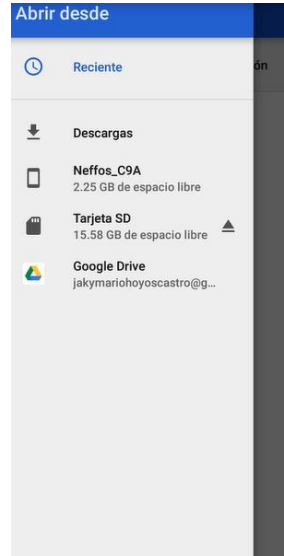 Abrir desde
Reciente
ón
Descargas
Neffos_C9A
2.25 GB de espacio libre
Tarjeta SD
15.58 GB de espacio libre
Google Drive
jakymariohoyoscastro@g...